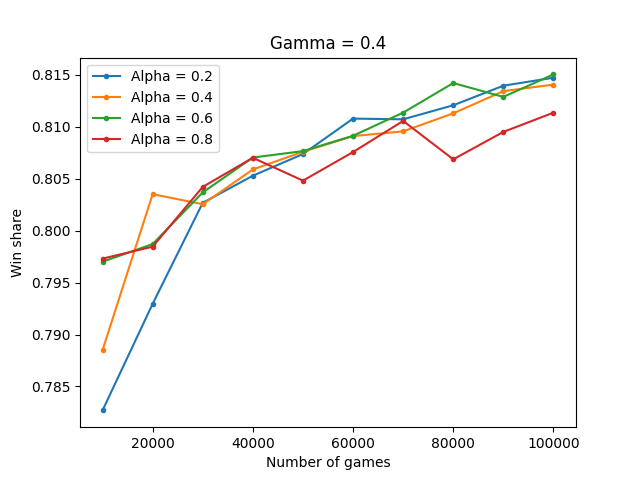 Gamma = 0.4
Alpha = 0.2
Alpha = 0.4
Alpha = 0.6
Alpha = 0.8
0.815
0.810
0.805
0.800
0.795
0.790
0.785
Win share
20000 40000 60000 80000 100000
Number of games